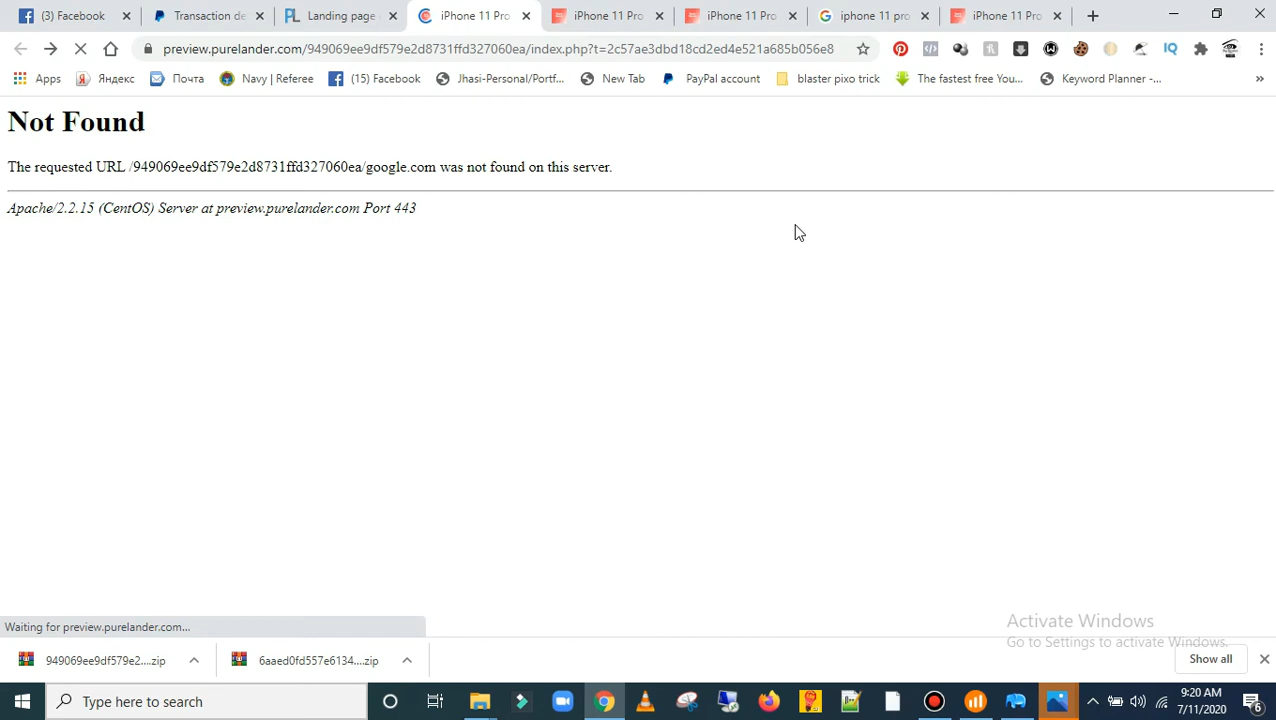 (3) Facebook
Transaction de
Landing page
iPhone 11 Pro
iPhone 11 Pro
iPhone 11 Pro
iphone 11 pro
iPhone 11 Pro
preview.purelander.com/949069ee9df579e2d8731ffd327060ea/index.php?t=2c57ae3dbd18cd2ed4e521a685b056e8
Apps
Яндекс
Почта
Navy | Referee
(15) Facebook
Jhasi-Personal/Portf...
New Tab
PayPal account
blaster pixo trick
The fastest free You...
Keyword Planner -...
»
Not Found
The requested URL /949069ee9df579e2d8731ffd327060ea/google.com was not found on this server.
Apache/2.2.15 (CentOS) Server at preview.purelander.com Port 443
Activate Windows
Go to Settings to activate Windows.
Waiting for preview.purelander.com...
949069ee9df579e2....zip
6aaed0fd557e6134....zip
Show all
Type here to search
9:20 AM
7/11/2020
6